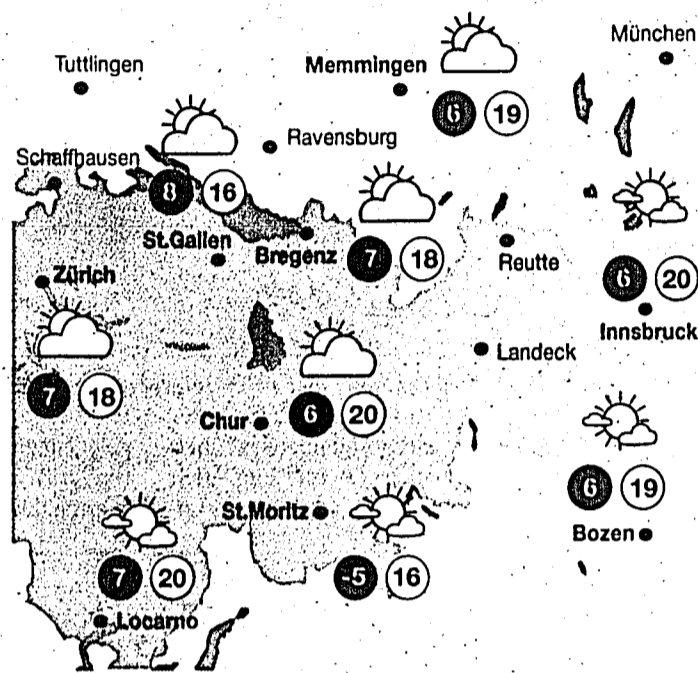 München
Tuttlingen
Memmingen
6 19
Ravensburg
Schaffhausen
8 16
St.Gallen
Bregenz
7 18
Reutte
Zürich
6 20
Innsbruck
Landeck
7 18
Chur
6 20
6 19
St.Moritz
Bozen
7 20
-5 16
Locarno